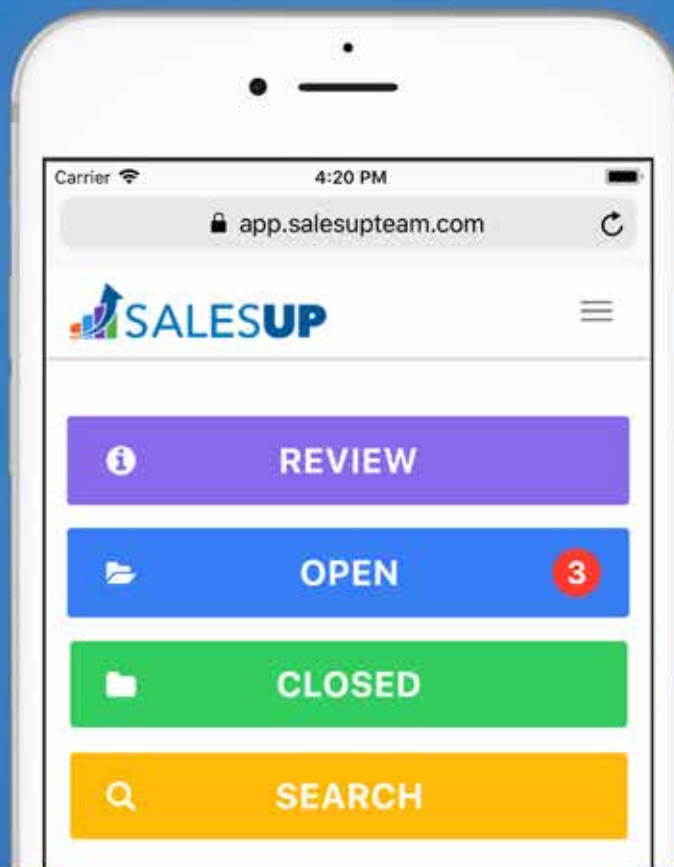 Carrier 4:20 PM
app.salesupteam.com
SALESUP
REVIEW
OPEN 3
CLOSED
SEARCH